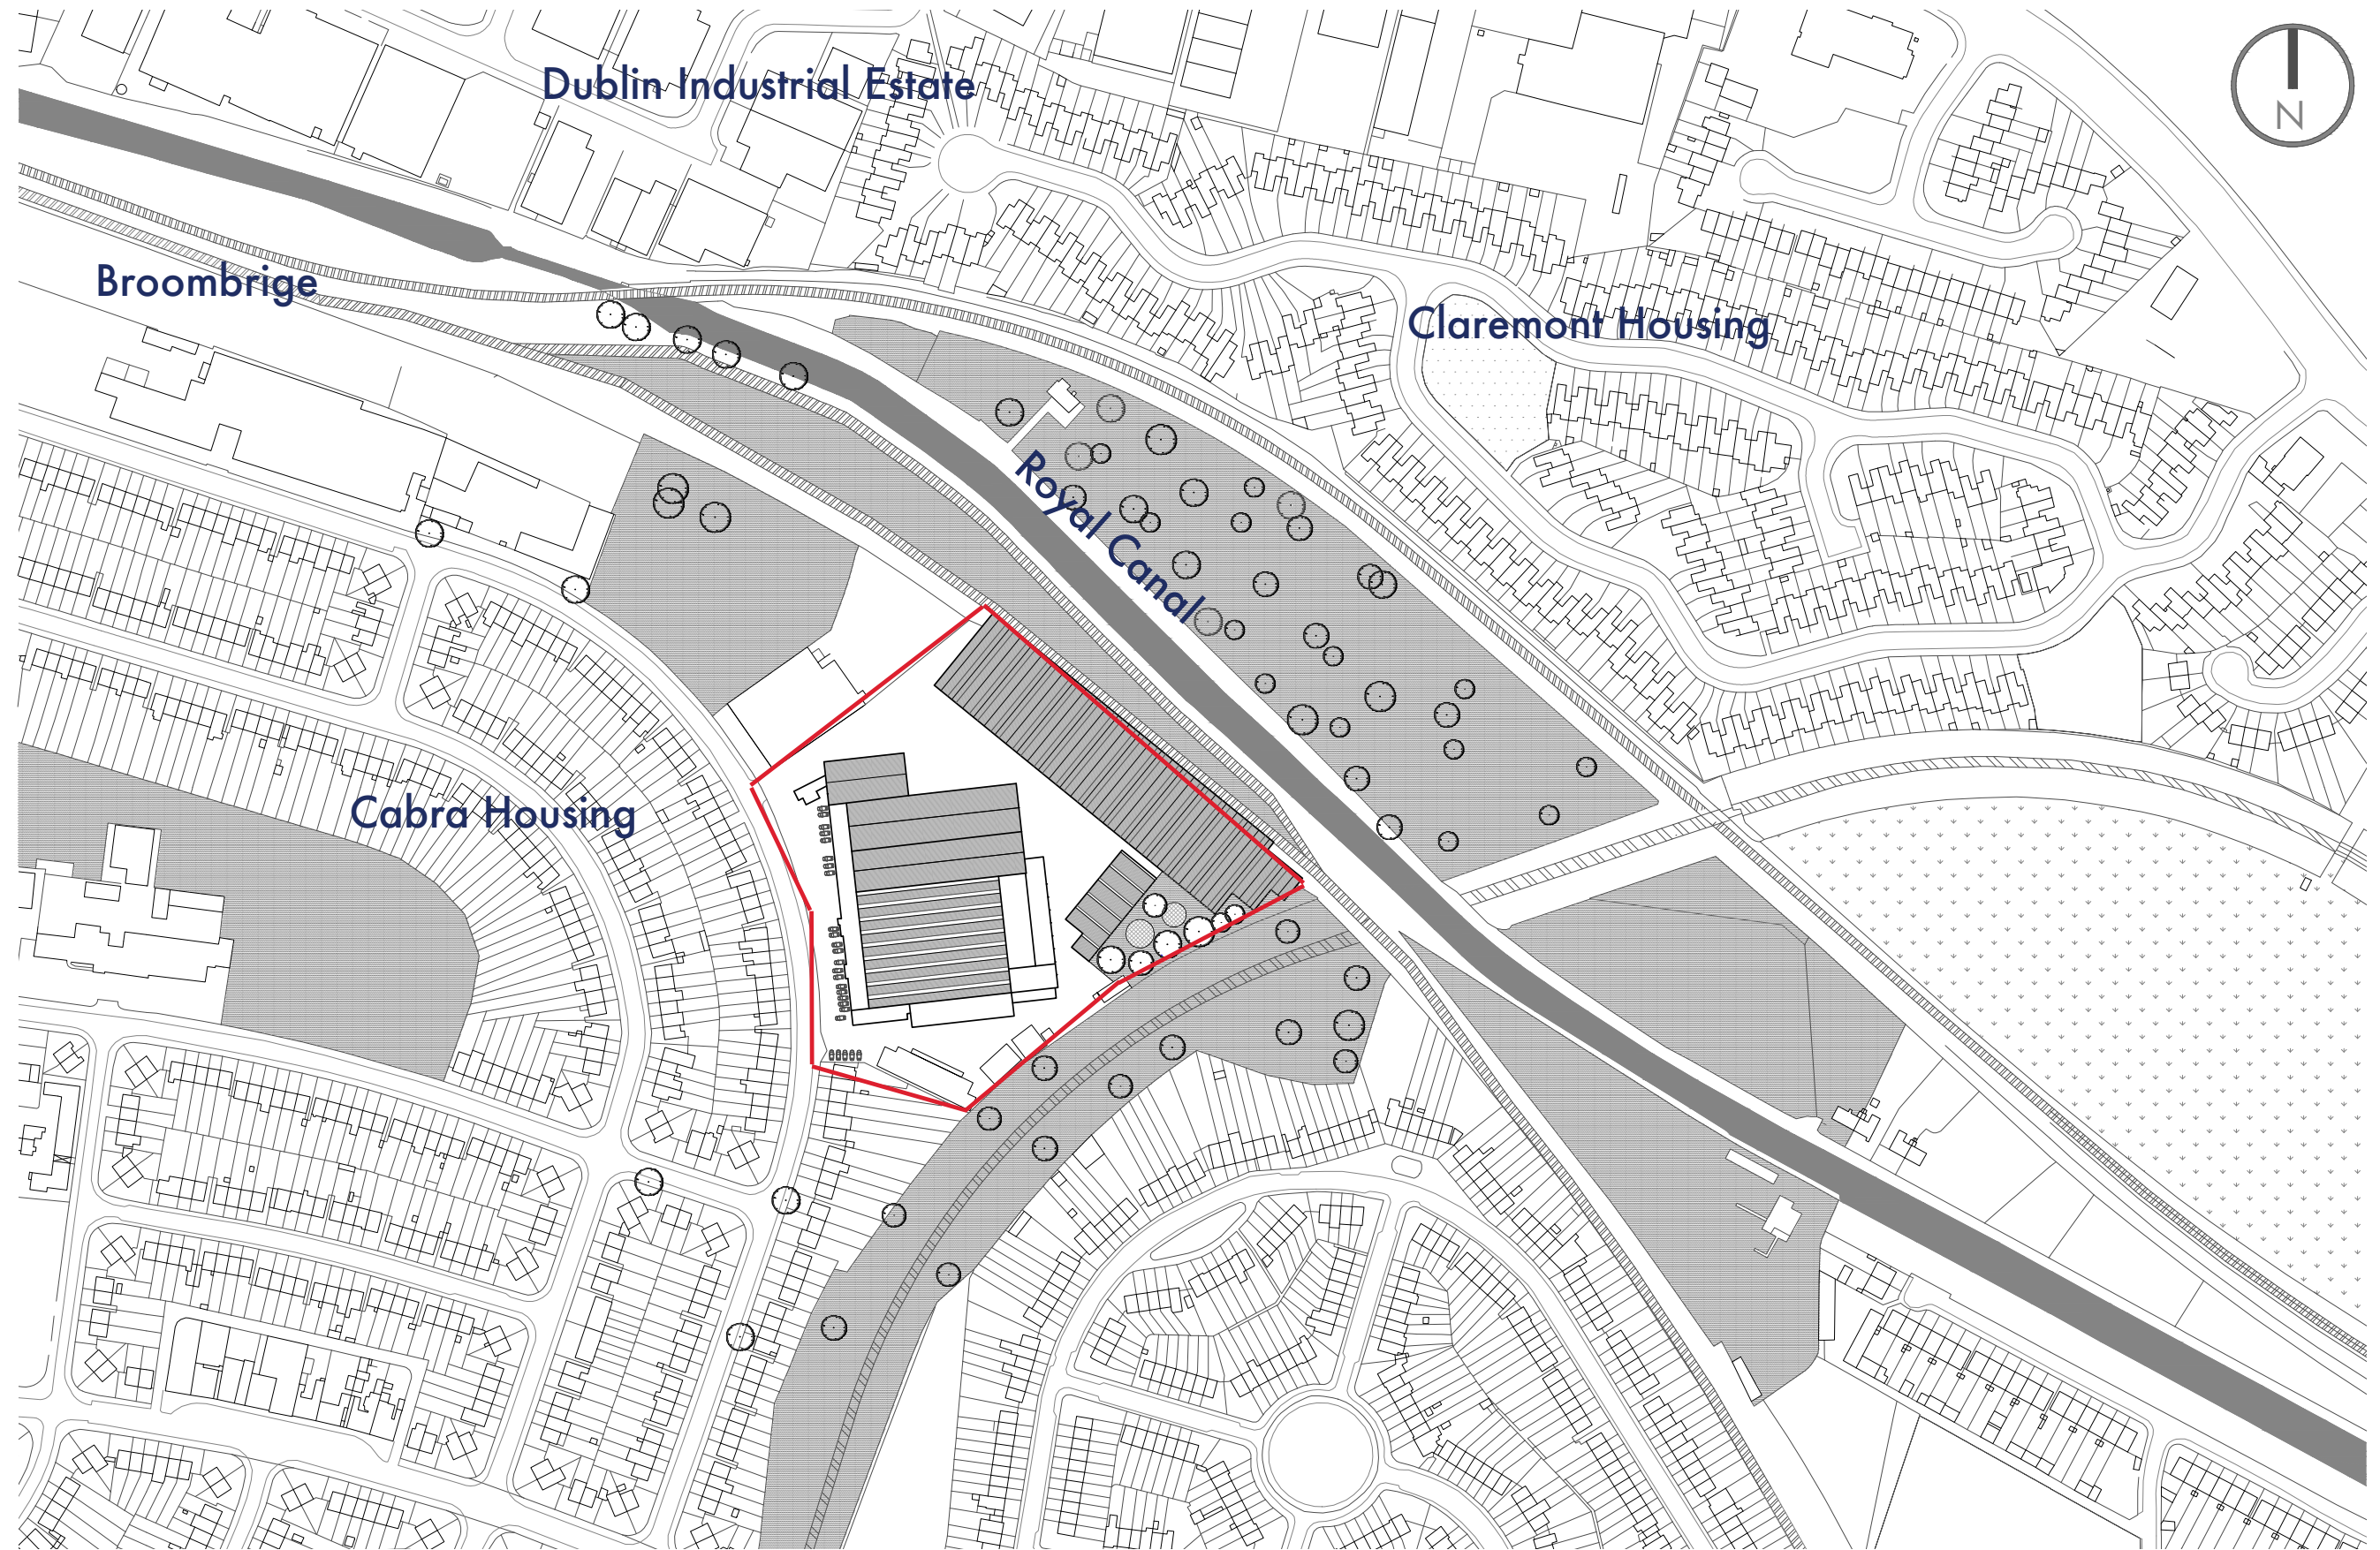 Dublin Industrial Estate
N
Broombrige
Claremont Housing
Royal Canal
Cabra Housing